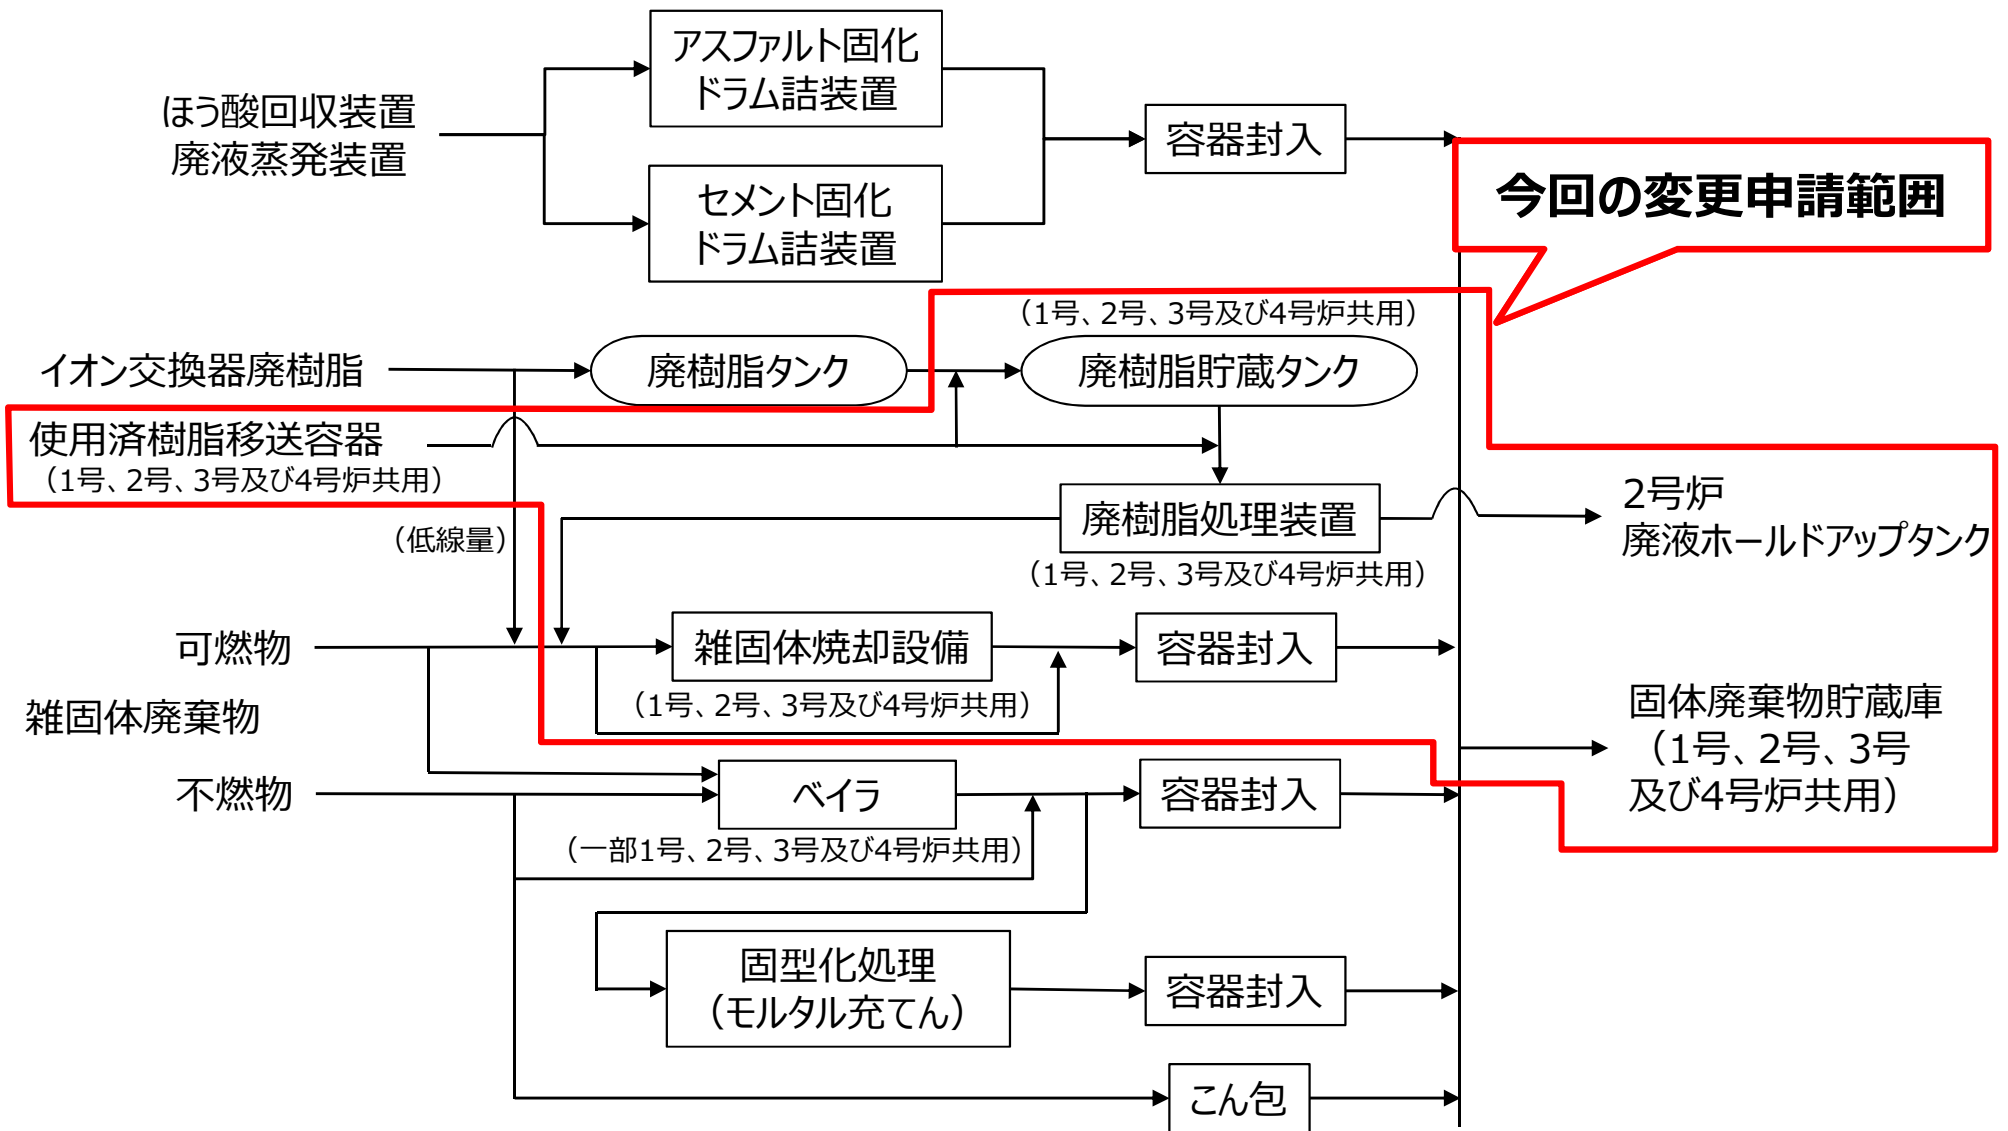 アスファルト固化
ドラム詰装置
ほう酸回収装置
廃液蒸発装置
容器封入
セメント固化
ドラム詰装置
今回の変更申請範囲
（1号、2号、3号及び4号炉共用）
イオン交換器廃樹脂
廃樹脂タンク
廃樹脂貯蔵タンク
使用済樹脂移送容器
（1号、2号、3号及び4号炉共用）
（低線量）
廃樹脂処理装置
（1号、2号、3号及び4号炉共用）
2号炉
廃液ホールドアップタンク
可燃物
雑固体焼却設備
（1号、2号、3号及び4号炉共用）
容器封入
雑固体廃棄物
固体廃棄物貯蔵庫
（1号、2号、3号
及び4号炉共用）
不燃物
ベイラ
（一部1号、2号、3号及び4号炉共用）
容器封入
固型化処理
（モルタル充てん）
容器封入
こん包